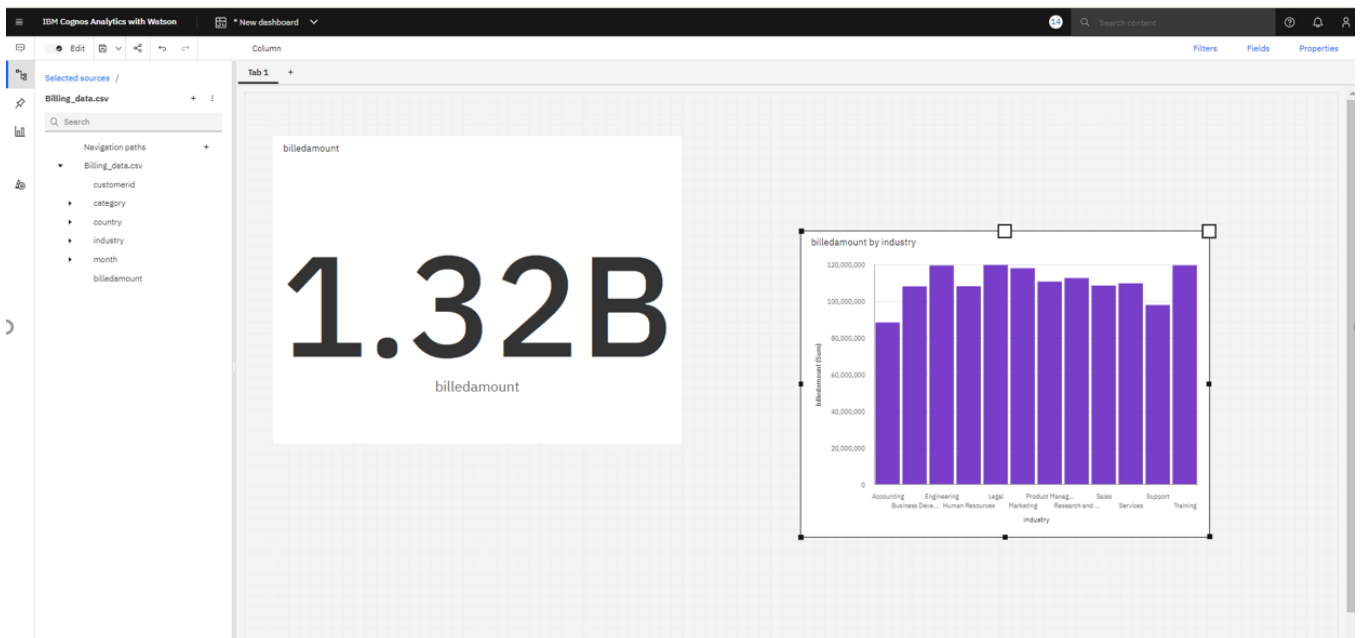 IBM Cognos Analytics with Watson
* New dashboard
14
Search content
Edit
Column
Filters
Fields
Properties
Selected sources /
Billing_data.csv
Search
Navigation paths
Billing_data.csv
customerid
category
country
industry
month
billedamount
Tab 1
billedamount
1.32B
billedamount
billedamount by industry
billedamount (Sum)
120,000,000
100,000,000
80,000,000
60,000,000
40,000,000
20,000,000
0
Accounting
Business Deve...
Engineering
Human Resources
Legal
Marketing
Product Manag...
Research and ...
Sales
Services
Support
Training
industry